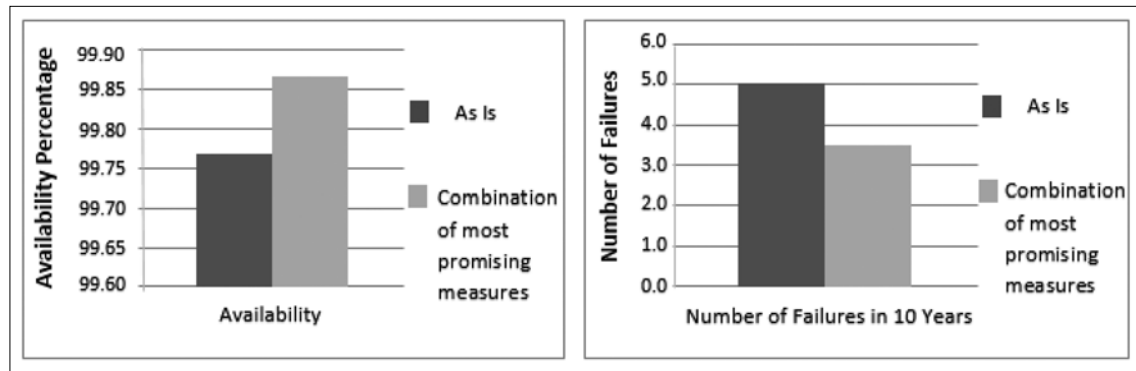 Availability Percentage
99.90
99.85
99.80
99.75
99.70
99.65
99.60
Availability
As Is
Combination
of most
promising
measures
Number of Failures
6.0
5.0
4.0
3.0
2.0
1.0
0.0
Number of Failures in 10 Years
As Is
Combination
of most
promising
measures